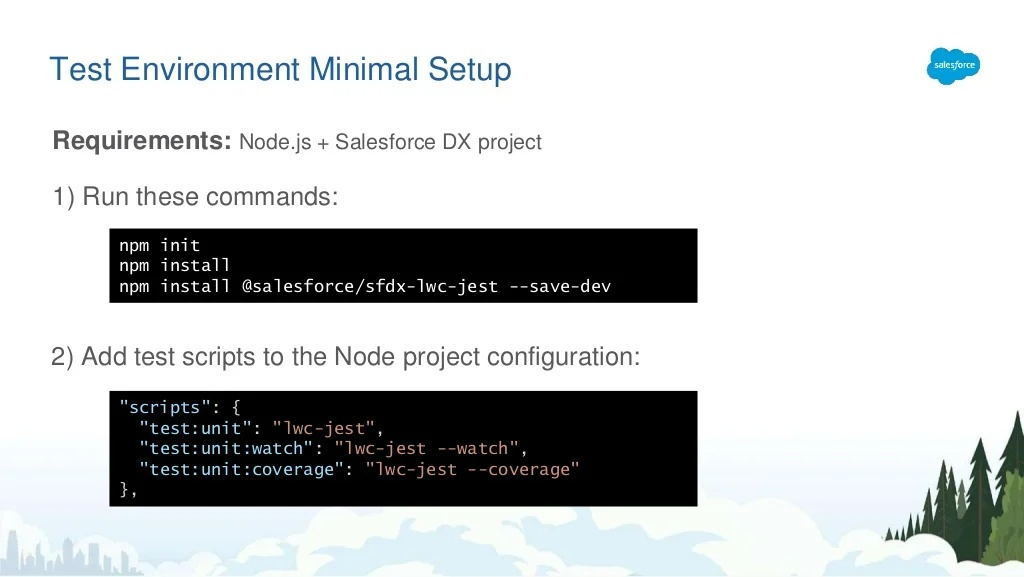 Test Environment Minimal Setup
salesforce
Requirements: Node.js + Salesforce DX project
1) Run these commands:
npm init
npm install
npm install @salesforce/sfdx-lwc-jest --save-dev
2) Add test scripts to the Node project configuration:
"scripts": {
  "test:unit": "lwc-jest",
  "test:unit:watch": "lwc-jest --watch",
  "test:unit:coverage": "lwc-jest --coverage"
},